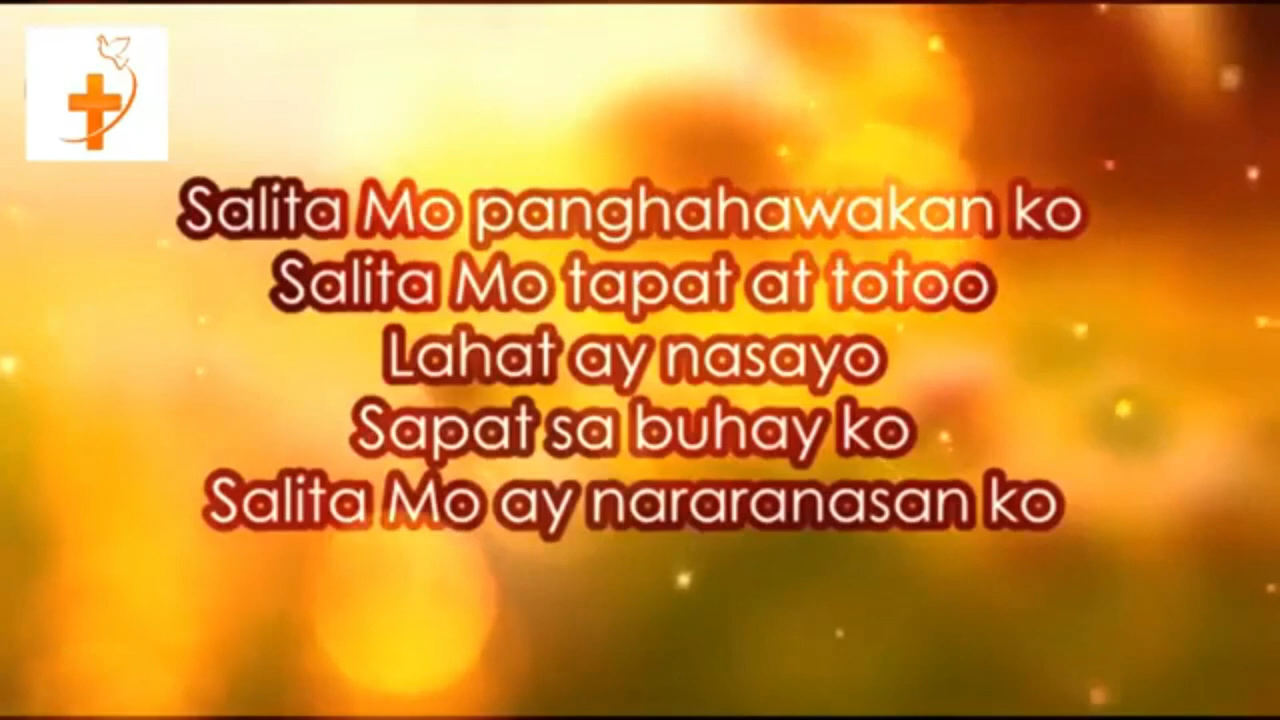 Salita Mo panghahawakan ko
Salita Mo tapat at totoo
Lahat ay nasayo
Sapat sa buhay ko
Salita Mo ay nararanasan ko